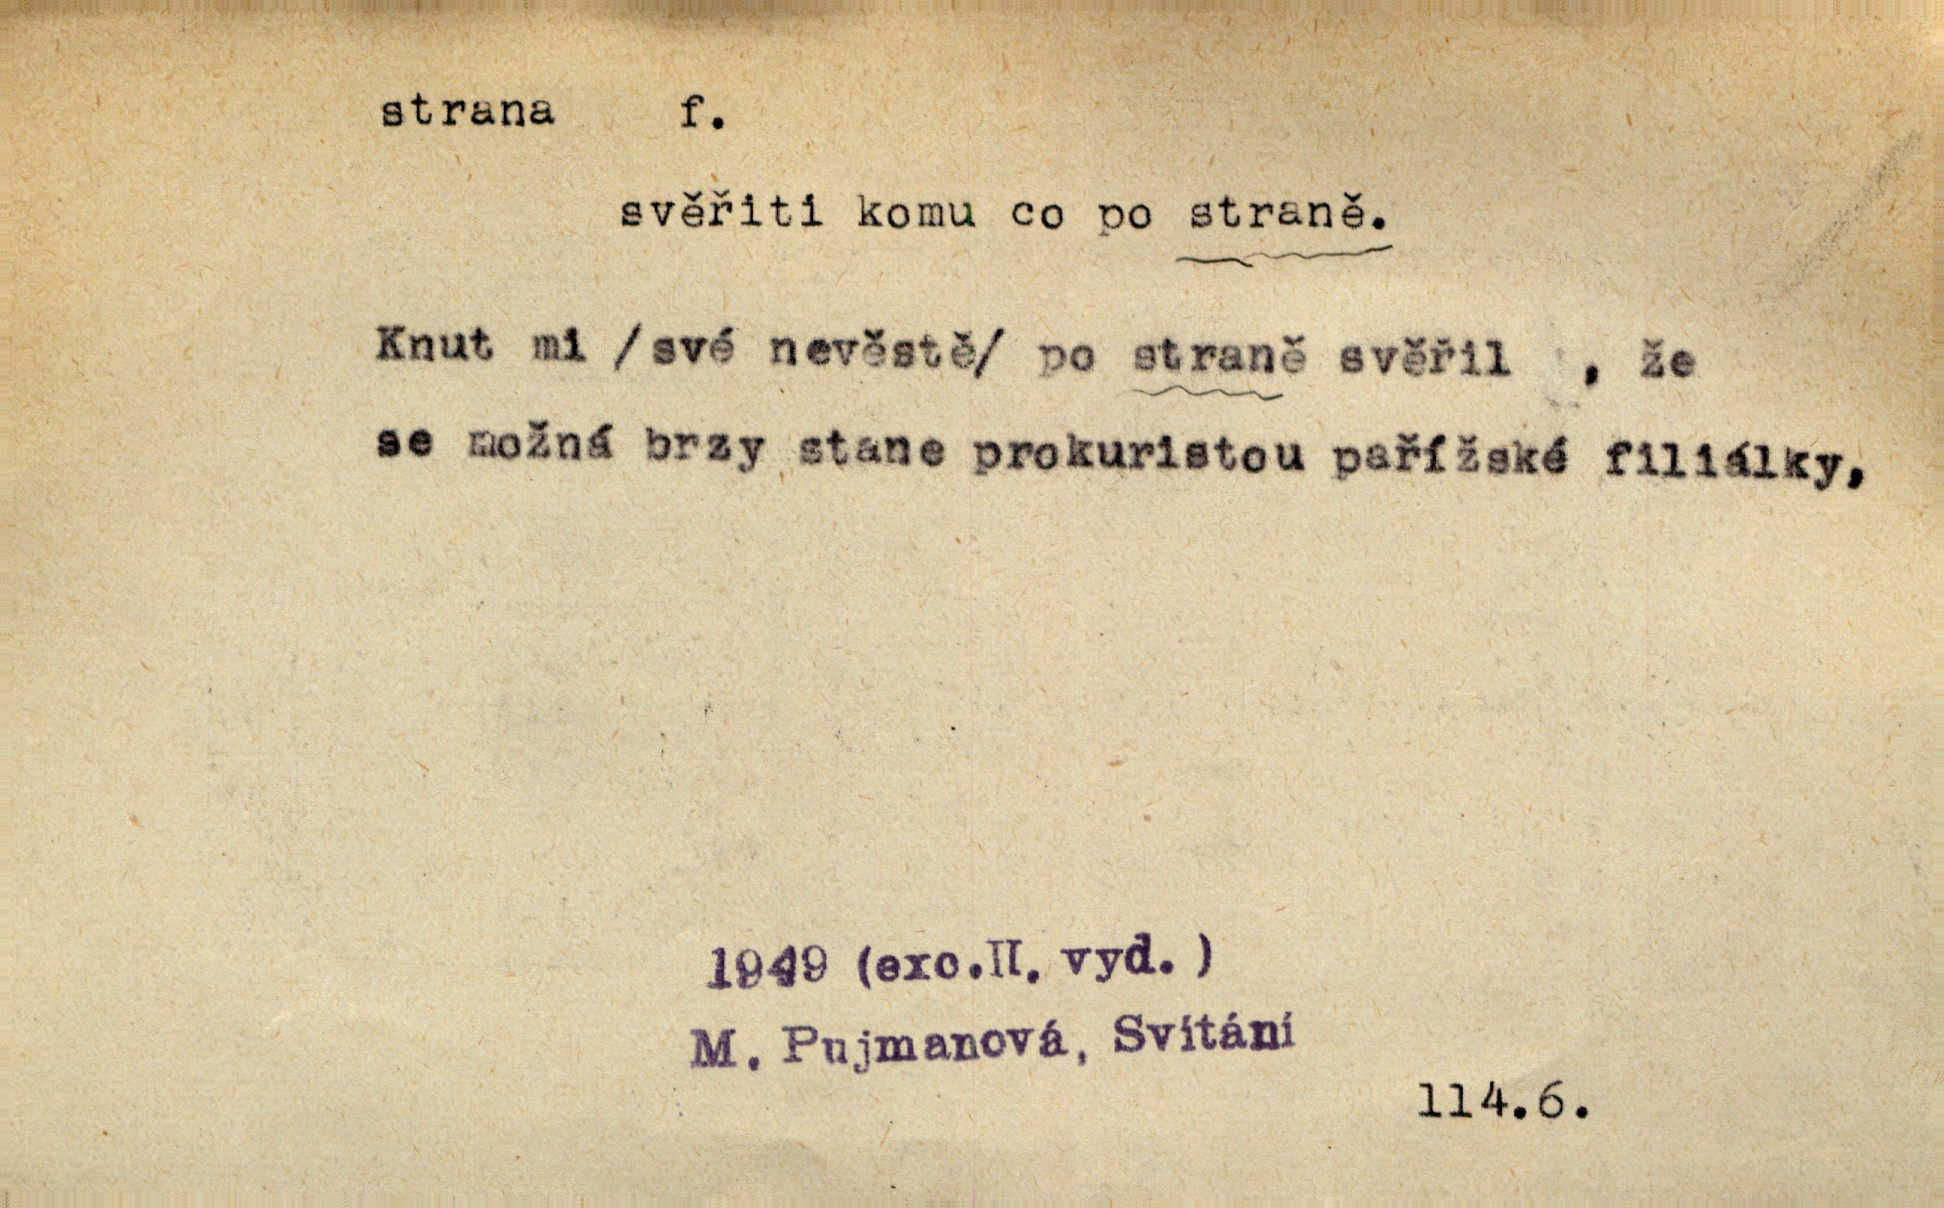 strana f.
svěřiti komu co po straně.
Knut mi /své nevěstě/ po straně svěřil , že
se možná brzy stane prokuristou pařížské filiálky,
1949 (exc.II. vyd. )
M. Pujmanová, Svítání
114.6.